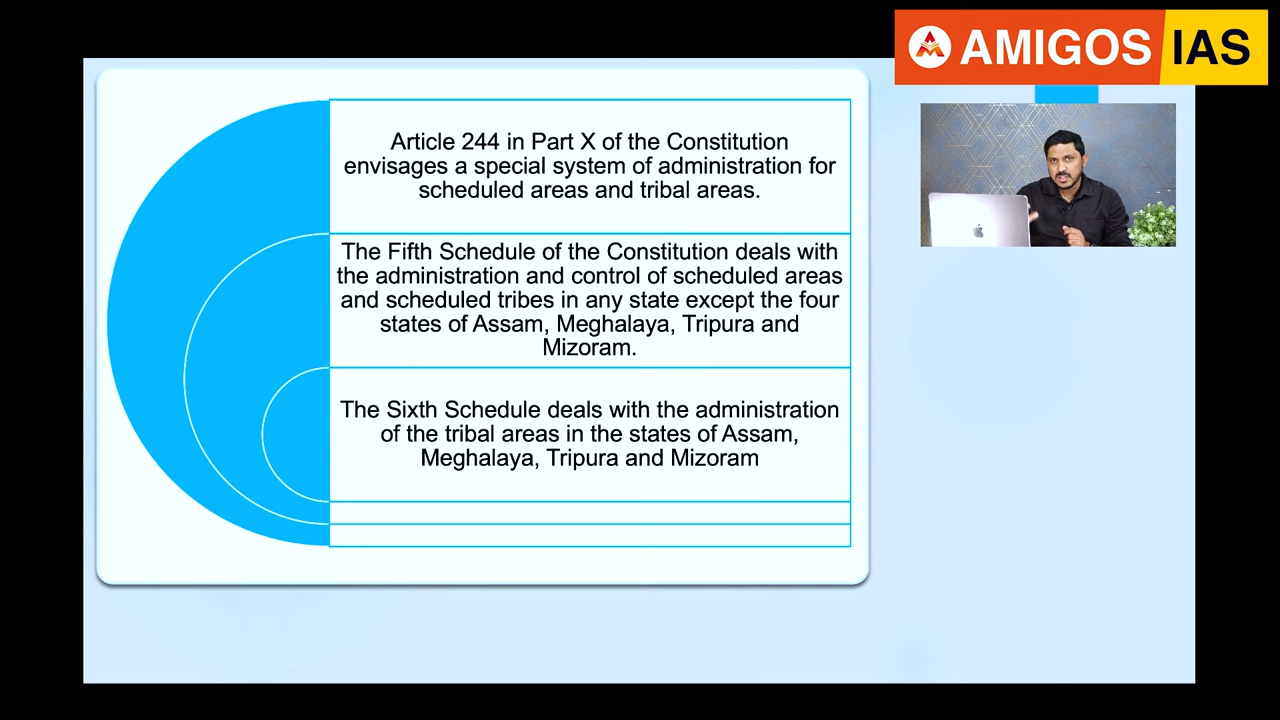 AMIGOS IAS
Article 244 in Part X of the Constitution
envisages a special system of administration for
scheduled areas and tribal areas.
The Fifth Schedule of the Constitution deals with
the administration and control of scheduled areas
and scheduled tribes in any state except the four
states of Assam, Meghalaya, Tripura and
Mizoram.
The Sixth Schedule deals with the administration
of the tribal areas in the states of Assam,
Meghalaya, Tripura and Mizoram